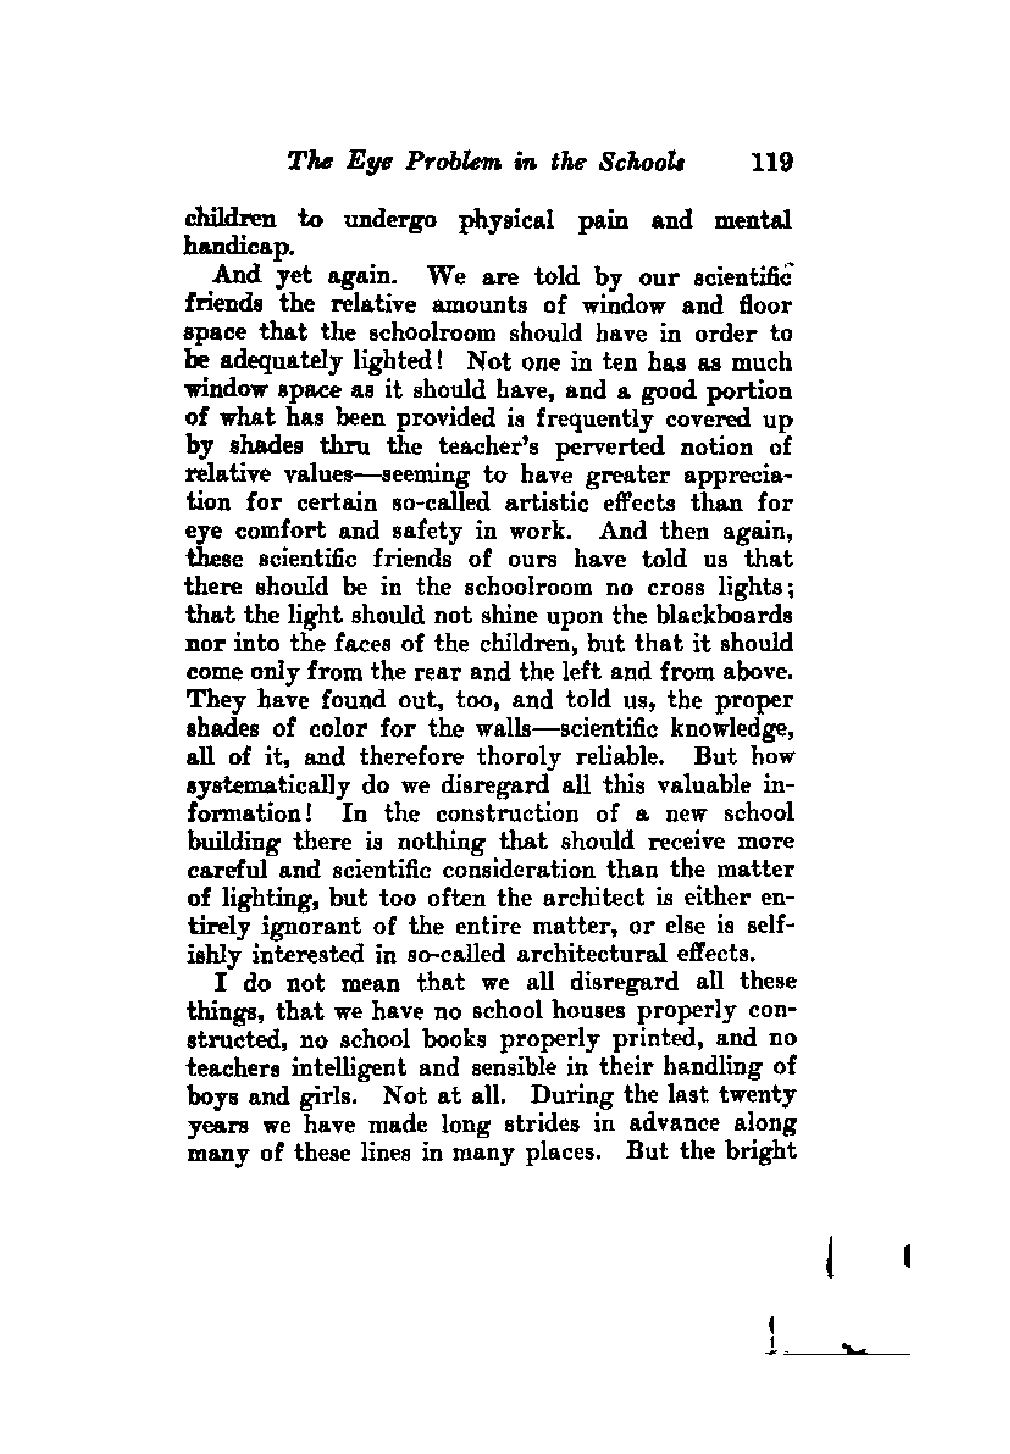 The Eye Problem in the Schools 119
children to undergo physical pain and mental
handicap.
And yet again. We are told by our scientific
friends the relative amounts of window and floor
space that the schoolroom should have in order to
be adequately lighted! Not one in ten has as much
window space as it should have, and a good portion
of what has been provided is frequently covered up
by shades thru the teacher's perverted notion of
relative values—seeming to have greater apprecia-
tion for certain so-called artistic effects than for
eye comfort and safety in work. And then again,
these scientific friends of ours have told us that
there should be in the schoolroom no cross lights;
that the light should not shine upon the blackboards
nor into the faces of the children, but that it should
come only from the rear and the left and from above.
They have found out, too, and told us, the proper
shades of color for the walls—scientific knowledge,
all of it, and therefore thoroly reliable. But how
systematically do we disregard all this valuable in-
formation! In the construction of a new school
building there is nothing that should receive more
careful and scientific consideration than the matter
of lighting, but too often the architect is either en-
tirely ignorant of the entire matter, or else is self-
ishly interested in so-called architectural effects.
I do not mean that we all disregard all these
things, that we have no school houses properly con-
structed, no school books properly printed, and no
teachers intelligent and sensible in their handling of
boys and girls. Not at all. During the last twenty
years we have made long strides in advance along
many of these lines in many places. But the bright